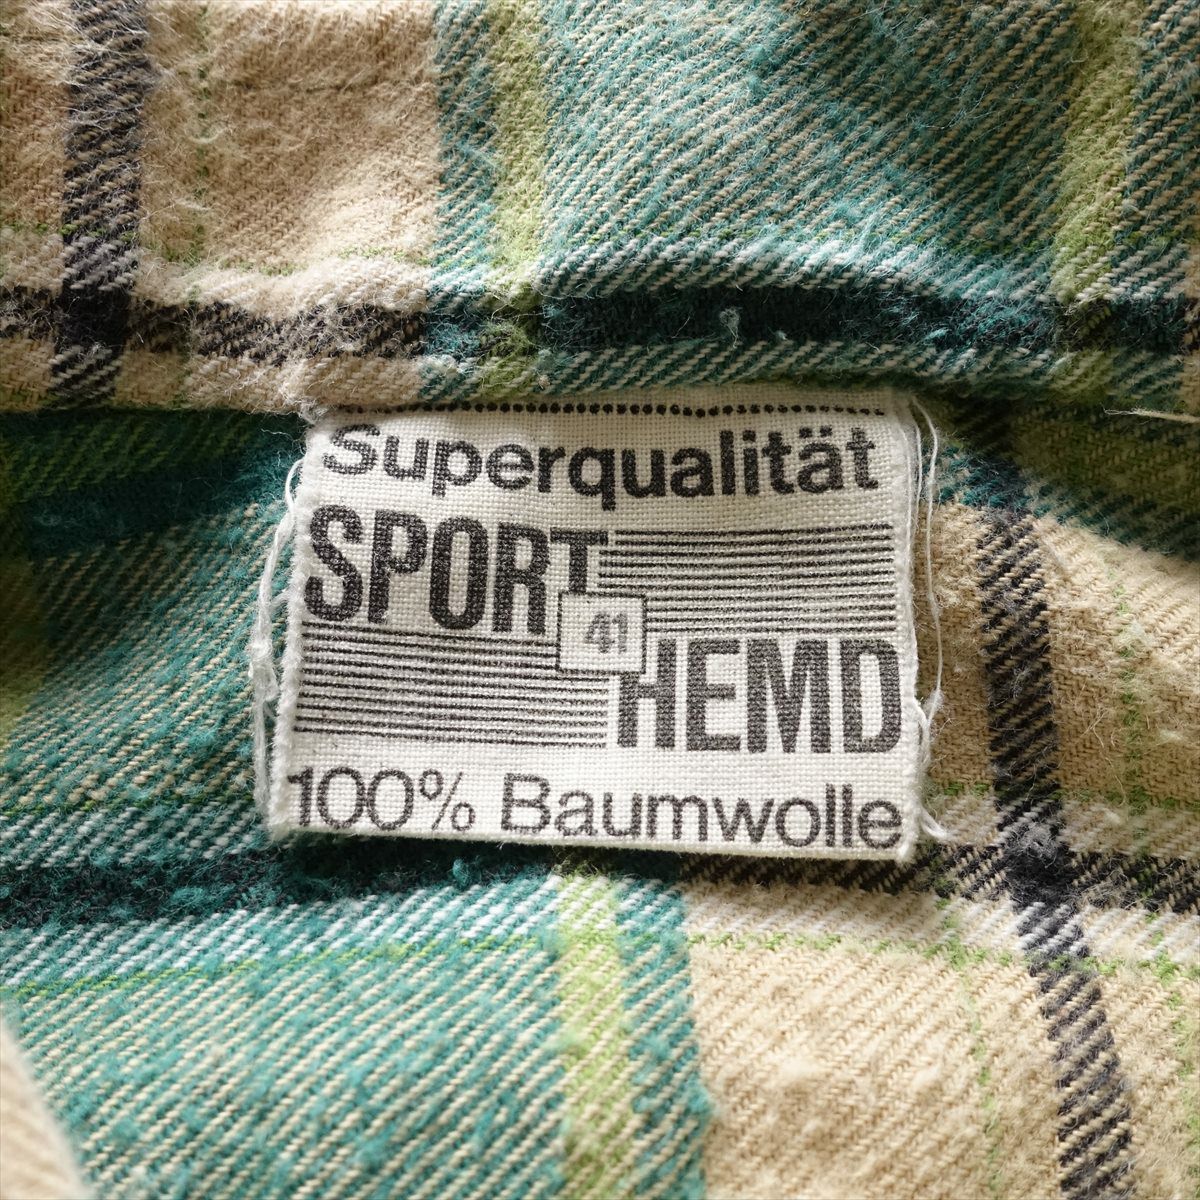 Superqualität
SPORT
41
HEMD
100% Baumwolle